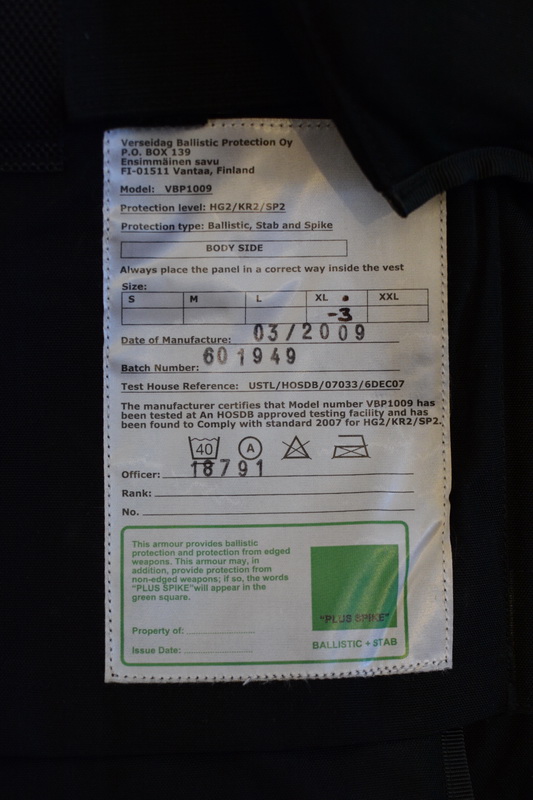 Verseidag Ballistic Protection Oy
P.O. BOX 139
Ensimmäinen savu
FI-01511 Vantaa, Finland
Model: VBP1009
Protection level: HG2/KR2/SP2
Protection type: Ballistic, Stab and Spike
BODY SIDE
Always place the panel in a correct way inside the vest
Size:
S M L XL XXL
-3
Date of Manufacture: 03/2009
Batch Number: 601949
Test House Reference: USTL/HOSDB/07033/6DEC07
The manufacturer certifies that Model number VBP1009 has
been tested at An HOSDB approved testing facility and has
been found to Comply with standard 2007 for HG2/KR2/SP2.
40 A
Officer: 18791
Rank:
No.
This armour provides ballistic
protection and protection from edged
weapons. This armour may, in
addition, provide protection from
non-edged weapons; if so, the words
"PLUS SPIKE"will appear in the
green square.
"PLUS SPIKE"
Property of:
BALLISTIC + STAB
Issue Date: